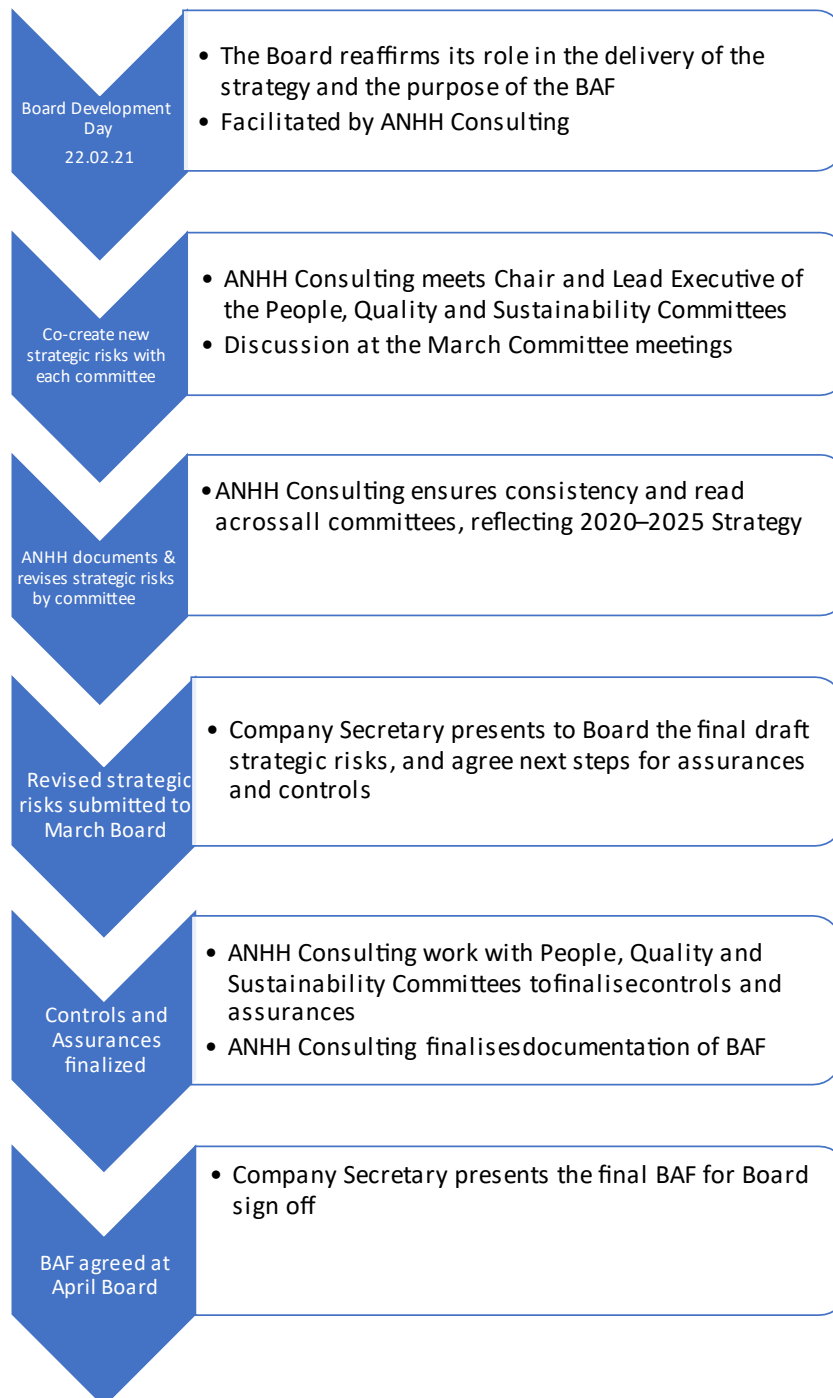 Board Development
Day
22.02.21
• The Board reaffirms its role in the delivery of the
strategy and the purpose of the BAF
• Facilitated by ANHH Consulting
Co-create new
strategic risks with
each committee
• ANHH Consulting meets Chair and Lead Executive of
the People, Quality and Sustainability Committees
• Discussion at the March Committee meetings
ANHH documents &
revises strategic risks
by committee
•ANHH Consulting ensures consistency and read
acrossall committees, reflecting 2020–2025 Strategy
Revised strategic
risks submitted to
March Board
• Company Secretary presents to Board the final draft
strategic risks, and agree next steps for assurances
and controls
Controls and
Assurances
finalized
• ANHH Consulting work with People, Quality and
Sustainability Committees tofinalisecontrols and
assurances
• ANHH Consulting finalisesdocumentation of BAF
BAF agreed at
April Board
• Company Secretary presents the final BAF for Board
sign off